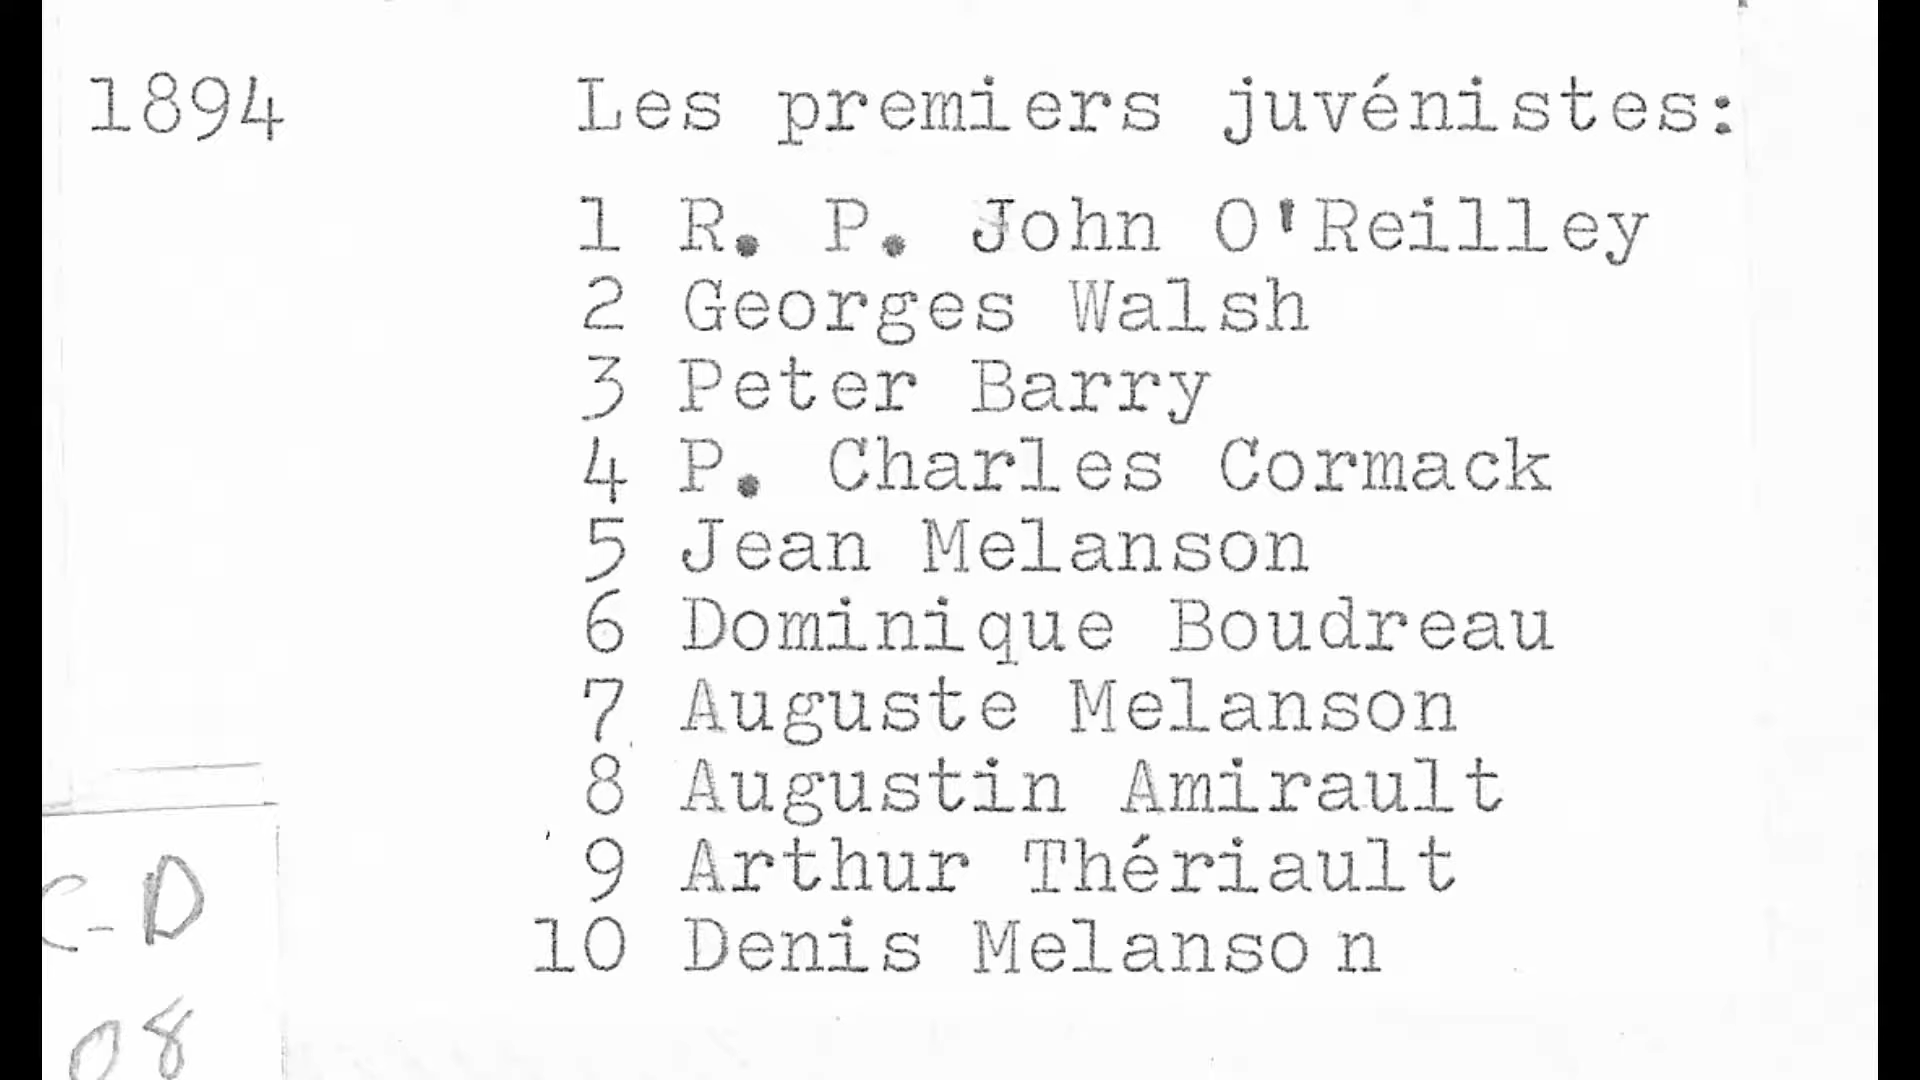 1894 Les premiers juvénistes:
1 R. P. John O'Reilley
2 Georges Walsh
3 Peter Barry
4 P. Charles Cormack
5 Jean Melanson
6 Dominique Boudreau
7 Auguste Melanson
8 Augustin Amirault
9 Arthur Thériault
10 Denis Melanson
C-D
08